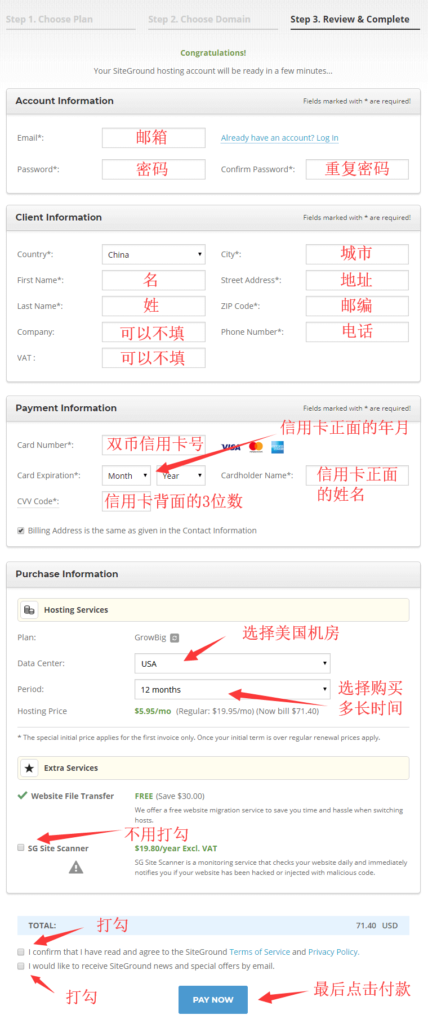 Step 1. Choose Plan
Step 2. Choose Domain
Step 3. Review & Complete
Congratulations!
Your SiteGround hosting account will be ready in a few minutes...
Account Information
Fields marked with * are required!
Email*:
邮箱
Already have an account? Log In
Password*:
密码
Confirm Password*:
重复密码
Client Information
Fields marked with * are required!
Country*:
China
City*:
城市
First Name*:
名
Street Address*:
地址
Last Name*:
姓
ZIP Code*:
邮编
Company:
可以不填
Phone Number*:
电话
VAT :
可以不填
Payment Information
Fields marked with * are required!
信用卡正面的年月
Card Number*:
双币信用卡号
VISA
Card Expiration*:
Month
Year
Cardholder Name*:
信用卡正面
的姓名
CVV Code*:
信用卡背面的3位数
Billing Address is the same as given in the Contact Information
Purchase Information
Hosting Services
Plan:
GrowBig
选择美国机房
Data Center:
USA
Period:
12 months
选择购买
多长时间
Hosting Price
$5.95/mo (Regular: $19.95/mo) (Now bill $71.40)
* The special initial price applies for the first invoice only. Once your initial term is over regular renewal prices apply.
Extra Services
Website File Transfer
FREE (Save $30.00)
We offer a free website migration service to save you time and hassle when switching
hosts.
不用打勾
SG Site Scanner
$19.80/year Excl. VAT
SG Site Scanner is a monitoring service that checks your website daily and immediately
notifies you if your website has been hacked or injected with malicious code.
TOTAL:
71.40 USD
打勾
I confirm that I have read and agree to the SiteGround Terms of Service and Privacy Policy.
I would like to receive SiteGround news and special offers by email.
打勾
PAY NOW
最后点击付款